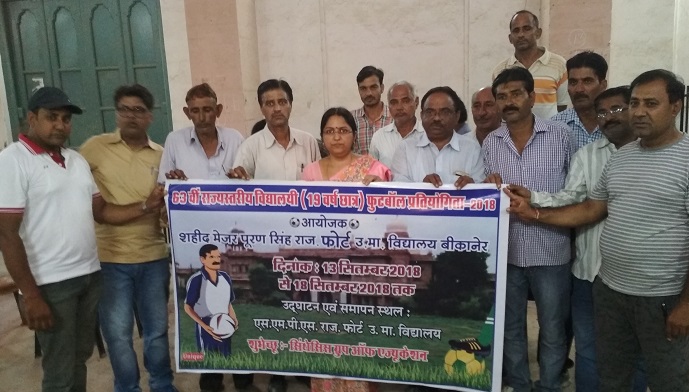 63 वीं राज्यस्तरीय विद्यालयी (19 वर्ष छात्र) फुटबॉल प्रतियोगिता-2018
आयोजक
शहीद मेजर पूरण सिंह राज. फोर्ट उ.मा. विद्यालय बीकानेर
दिनांक : 13 सितम्बर 2018
से 18 सितम्बर 2018 तक
उद्घाटन एवं समापन स्थल :
एस.एम.पी.एस. राज. फोर्ट उ. मा. विद्यालय
शुभेच्छु :- सिंथेसिस ग्रुप ऑफ एज्युकेशन
Unique